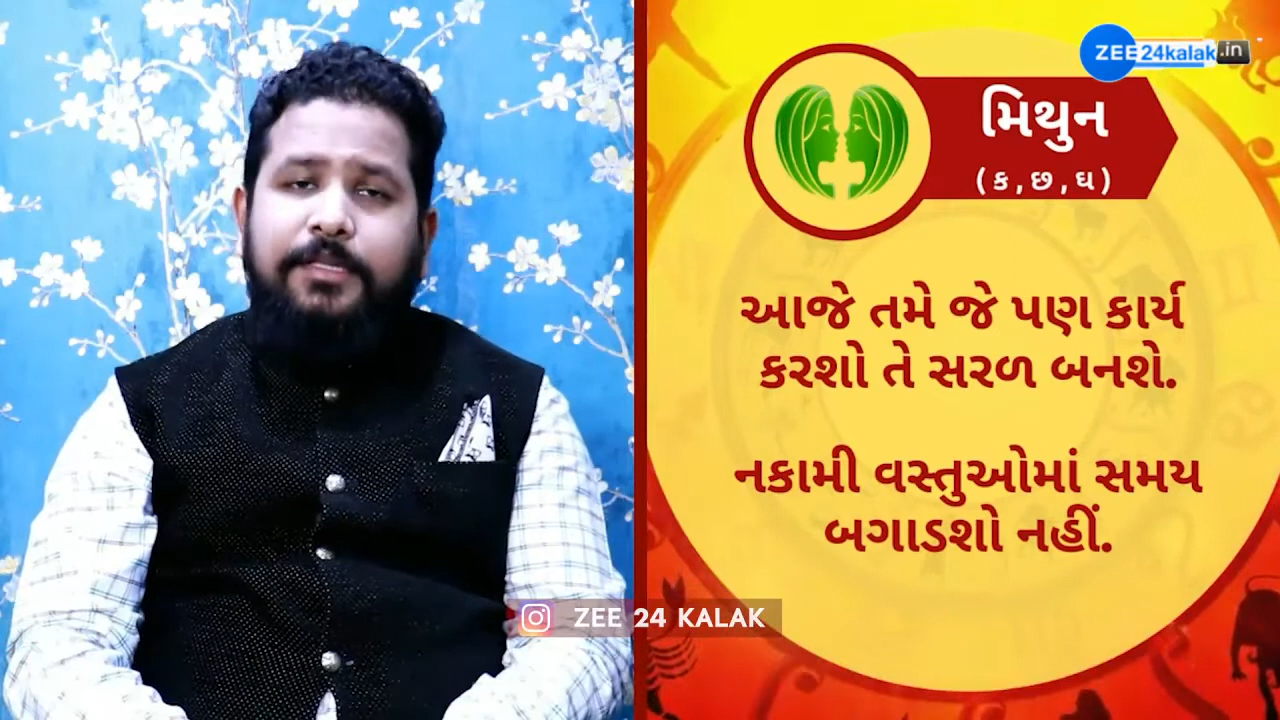 ZEE24kalak.in
મિથુન
(ક,છ,ઘ)
આજે તમે જે પણ કાર્ય
કરશો તે સરળ બનશે.
નકામી વસ્તુઓમાં સમય
બગાડશો નહીં.
ZEE 24 KALAK